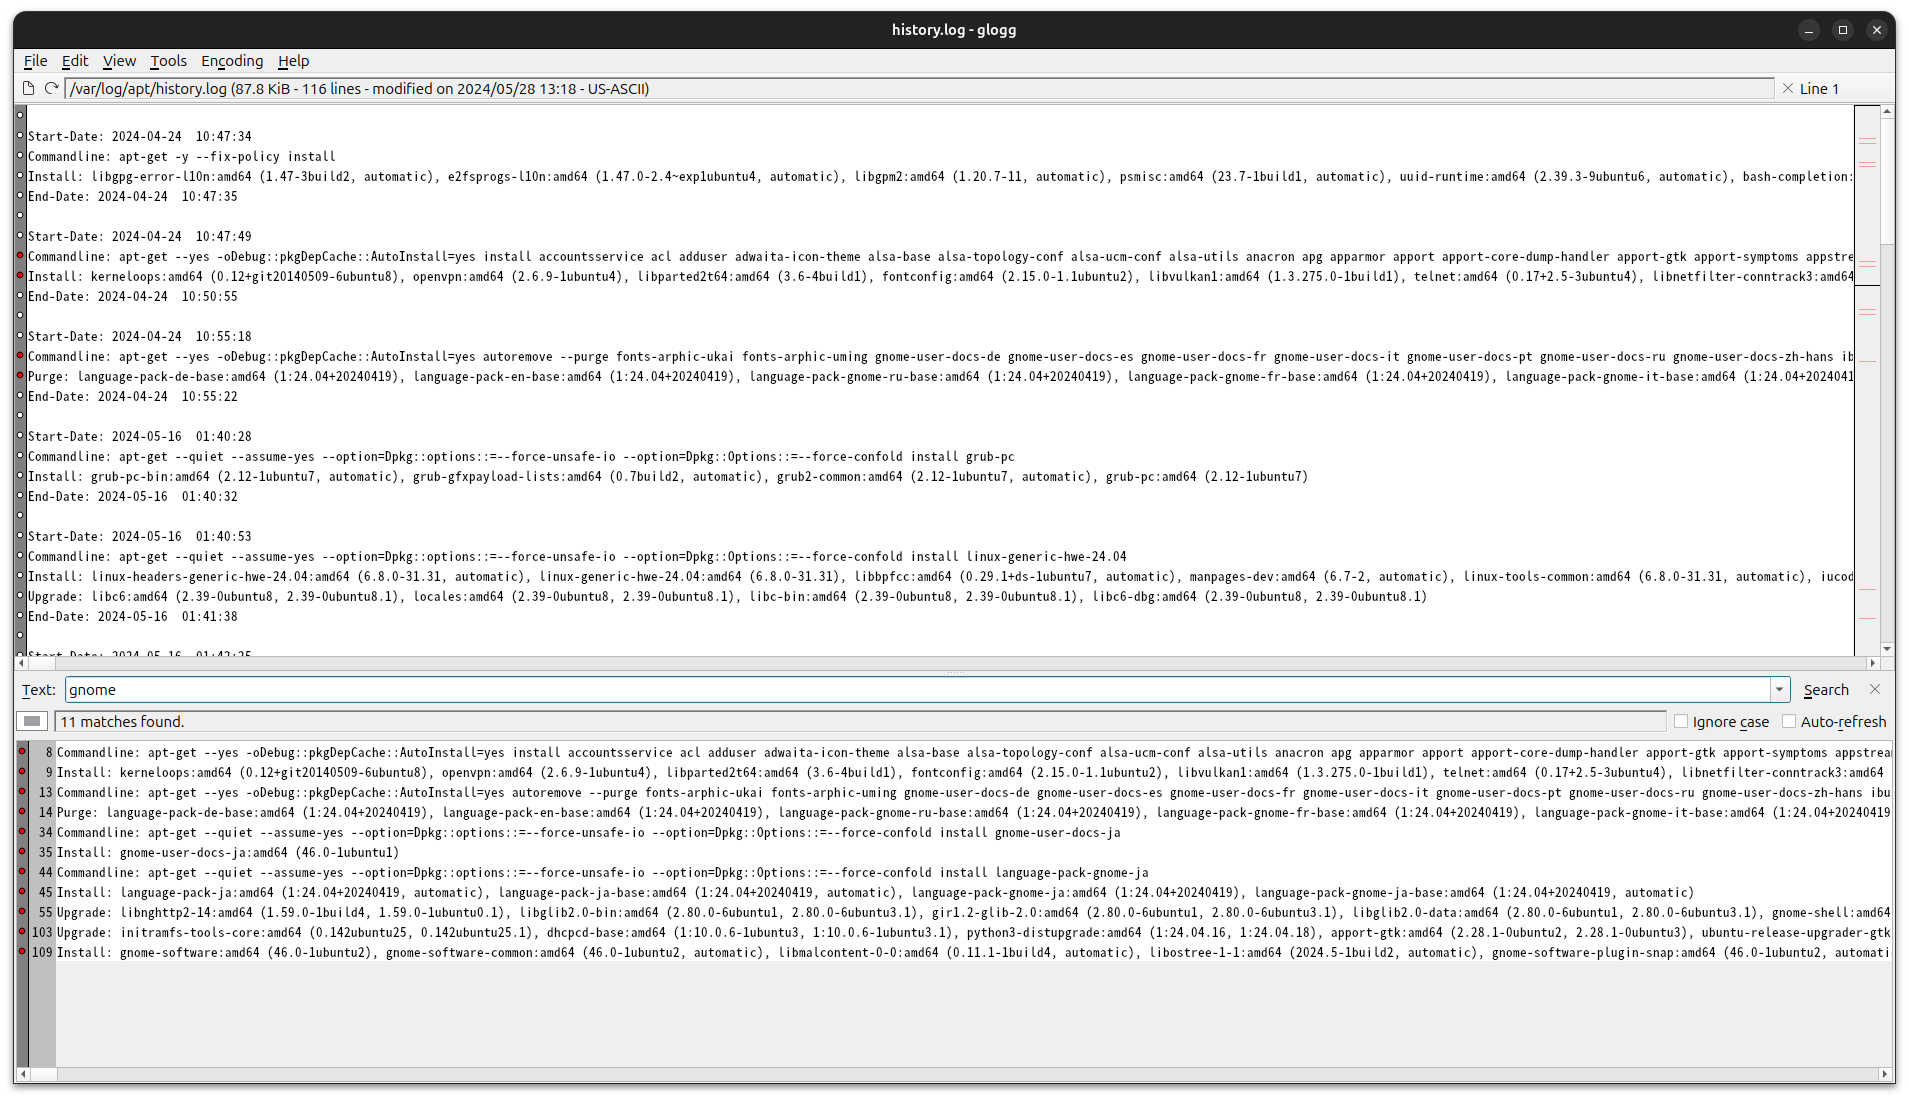 history.log - glogg
File Edit View Tools Encoding Help
/var/log/apt/history.log (87.8 KiB - 116 lines - modified on 2024/05/28 13:18 - US-ASCII) Line 1
Start-Date: 2024-04-24  10:47:34
Commandline: apt-get -y --fix-policy install
Install: libgpg-error-l10n:amd64 (1.47-3build2, automatic), e2fsprogs-l10n:amd64 (1.47.0-2.4~exp1ubuntu4, automatic), libgpm2:amd64 (1.20.7-11, automatic), psmisc:amd64 (23.7-1build1, automatic), uuid-runtime:amd64 (2.39.3-9ubuntu6, automatic), bash-completion:
End-Date: 2024-04-24  10:47:35
Start-Date: 2024-04-24  10:47:49
Commandline: apt-get --yes -oDebug::pkgDepCache::AutoInstall=yes install accountsservice acl adduser adwaita-icon-theme alsa-base alsa-topology-conf alsa-ucm-conf alsa-utils anacron apg apparmor apport apport-core-dump-handler apport-gtk apport-symptoms appstre
Install: kerneloops:amd64 (0.12+git20140509-6ubuntu8), openvpn:amd64 (2.6.9-1ubuntu4), libparted2t64:amd64 (3.6-4build1), fontconfig:amd64 (2.15.0-1.1ubuntu2), libvulkan1:amd64 (1.3.275.0-1build1), telnet:amd64 (0.17+2.5-3ubuntu4), libnetfilter-conntrack3:amd64
End-Date: 2024-04-24  10:50:55
Start-Date: 2024-04-24  10:55:18
Commandline: apt-get --yes -oDebug::pkgDepCache::AutoInstall=yes autoremove --purge fonts-arphic-ukai fonts-arphic-uming gnome-user-docs-de gnome-user-docs-es gnome-user-docs-fr gnome-user-docs-it gnome-user-docs-pt gnome-user-docs-ru gnome-user-docs-zh-hans ib
Purge: language-pack-de-base:amd64 (1:24.04+20240419), language-pack-en-base:amd64 (1:24.04+20240419), language-pack-gnome-ru-base:amd64 (1:24.04+20240419), language-pack-gnome-fr-base:amd64 (1:24.04+20240419), language-pack-gnome-it-base:amd64 (1:24.04+2024041
End-Date: 2024-04-24  10:55:22
Start-Date: 2024-05-16  01:40:28
Commandline: apt-get --quiet --assume-yes --option=Dpkg::options::=--force-unsafe-io --option=Dpkg::Options::=--force-confold install grub-pc
Install: grub-pc-bin:amd64 (2.12-1ubuntu7, automatic), grub-gfxpayload-lists:amd64 (0.7build2, automatic), grub2-common:amd64 (2.12-1ubuntu7, automatic), grub-pc:amd64 (2.12-1ubuntu7)
End-Date: 2024-05-16  01:40:32
Start-Date: 2024-05-16  01:40:53
Commandline: apt-get --quiet --assume-yes --option=Dpkg::options::=--force-unsafe-io --option=Dpkg::Options::=--force-confold install linux-generic-hwe-24.04
Install: linux-headers-generic-hwe-24.04:amd64 (6.8.0-31.31, automatic), linux-generic-hwe-24.04:amd64 (6.8.0-31.31), libbpfcc:amd64 (0.29.1+ds-1ubuntu7, automatic), manpages-dev:amd64 (6.7-2, automatic), linux-tools-common:amd64 (6.8.0-31.31, automatic), iucod
Upgrade: libc6:amd64 (2.39-0ubuntu8, 2.39-0ubuntu8.1), locales:amd64 (2.39-0ubuntu8, 2.39-0ubuntu8.1), libc-bin:amd64 (2.39-0ubuntu8, 2.39-0ubuntu8.1), libc6-dbg:amd64 (2.39-0ubuntu8, 2.39-0ubuntu8.1)
End-Date: 2024-05-16  01:41:38
Start-Date: 2024-05-16  01:42:25
Text: gnome Search
11 matches found. Ignore case Auto-refresh
8 Commandline: apt-get --yes -oDebug::pkgDepCache::AutoInstall=yes install accountsservice acl adduser adwaita-icon-theme alsa-base alsa-topology-conf alsa-ucm-conf alsa-utils anacron apg apparmor apport apport-core-dump-handler apport-gtk apport-symptoms appstrea
9 Install: kerneloops:amd64 (0.12+git20140509-6ubuntu8), openvpn:amd64 (2.6.9-1ubuntu4), libparted2t64:amd64 (3.6-4build1), fontconfig:amd64 (2.15.0-1.1ubuntu2), libvulkan1:amd64 (1.3.275.0-1build1), telnet:amd64 (0.17+2.5-3ubuntu4), libnetfilter-conntrack3:amd64
13 Commandline: apt-get --yes -oDebug::pkgDepCache::AutoInstall=yes autoremove --purge fonts-arphic-ukai fonts-arphic-uming gnome-user-docs-de gnome-user-docs-es gnome-user-docs-fr gnome-user-docs-it gnome-user-docs-pt gnome-user-docs-ru gnome-user-docs-zh-hans ibu
14 Purge: language-pack-de-base:amd64 (1:24.04+20240419), language-pack-en-base:amd64 (1:24.04+20240419), language-pack-gnome-ru-base:amd64 (1:24.04+20240419), language-pack-gnome-fr-base:amd64 (1:24.04+20240419), language-pack-gnome-it-base:amd64 (1:24.04+20240419
34 Commandline: apt-get --quiet --assume-yes --option=Dpkg::options::=--force-unsafe-io --option=Dpkg::Options::=--force-confold install gnome-user-docs-ja
35 Install: gnome-user-docs-ja:amd64 (46.0-1ubuntu1)
44 Commandline: apt-get --quiet --assume-yes --option=Dpkg::options::=--force-unsafe-io --option=Dpkg::Options::=--force-confold install language-pack-gnome-ja
45 Install: language-pack-ja:amd64 (1:24.04+20240419, automatic), language-pack-ja-base:amd64 (1:24.04+20240419, automatic), language-pack-gnome-ja:amd64 (1:24.04+20240419), language-pack-gnome-ja-base:amd64 (1:24.04+20240419, automatic)
55 Upgrade: libnghttp2-14:amd64 (1.59.0-1build4, 1.59.0-1ubuntu0.1), libglib2.0-bin:amd64 (2.80.0-6ubuntu1, 2.80.0-6ubuntu3.1), gir1.2-glib-2.0:amd64 (2.80.0-6ubuntu1, 2.80.0-6ubuntu3.1), libglib2.0-data:amd64 (2.80.0-6ubuntu1, 2.80.0-6ubuntu3.1), gnome-shell:amd64
103 Upgrade: initramfs-tools-core:amd64 (0.142ubuntu25, 0.142ubuntu25.1), dhcpcd-base:amd64 (1:10.0.6-1ubuntu3, 1:10.0.6-1ubuntu3.1), python3-distupgrade:amd64 (1:24.04.16, 1:24.04.18), apport-gtk:amd64 (2.28.1-0ubuntu2, 2.28.1-0ubuntu3), ubuntu-release-upgrader-gtk
109 Install: gnome-software:amd64 (46.0-1ubuntu2), gnome-software-common:amd64 (46.0-1ubuntu2, automatic), libmalcontent-0-0:amd64 (0.11.1-1build4, automatic), libostree-1-1:amd64 (2024.5-1build2, automatic), gnome-software-plugin-snap:amd64 (46.0-1ubuntu2, automati